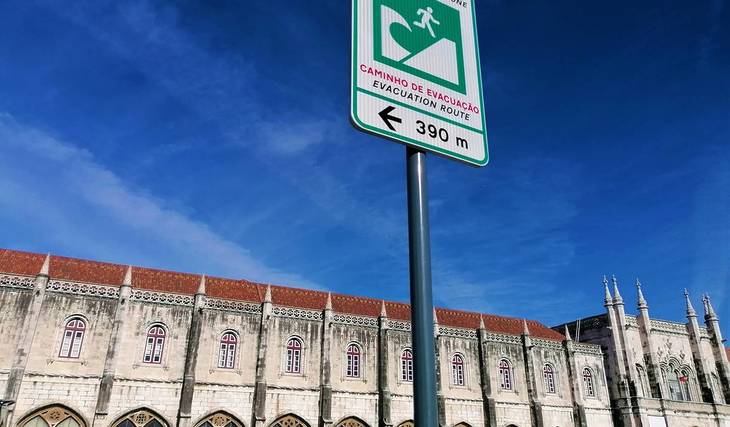 CAMINHO DE EVACUAÇÃO
EVACUATION ROUTE
← 390 m